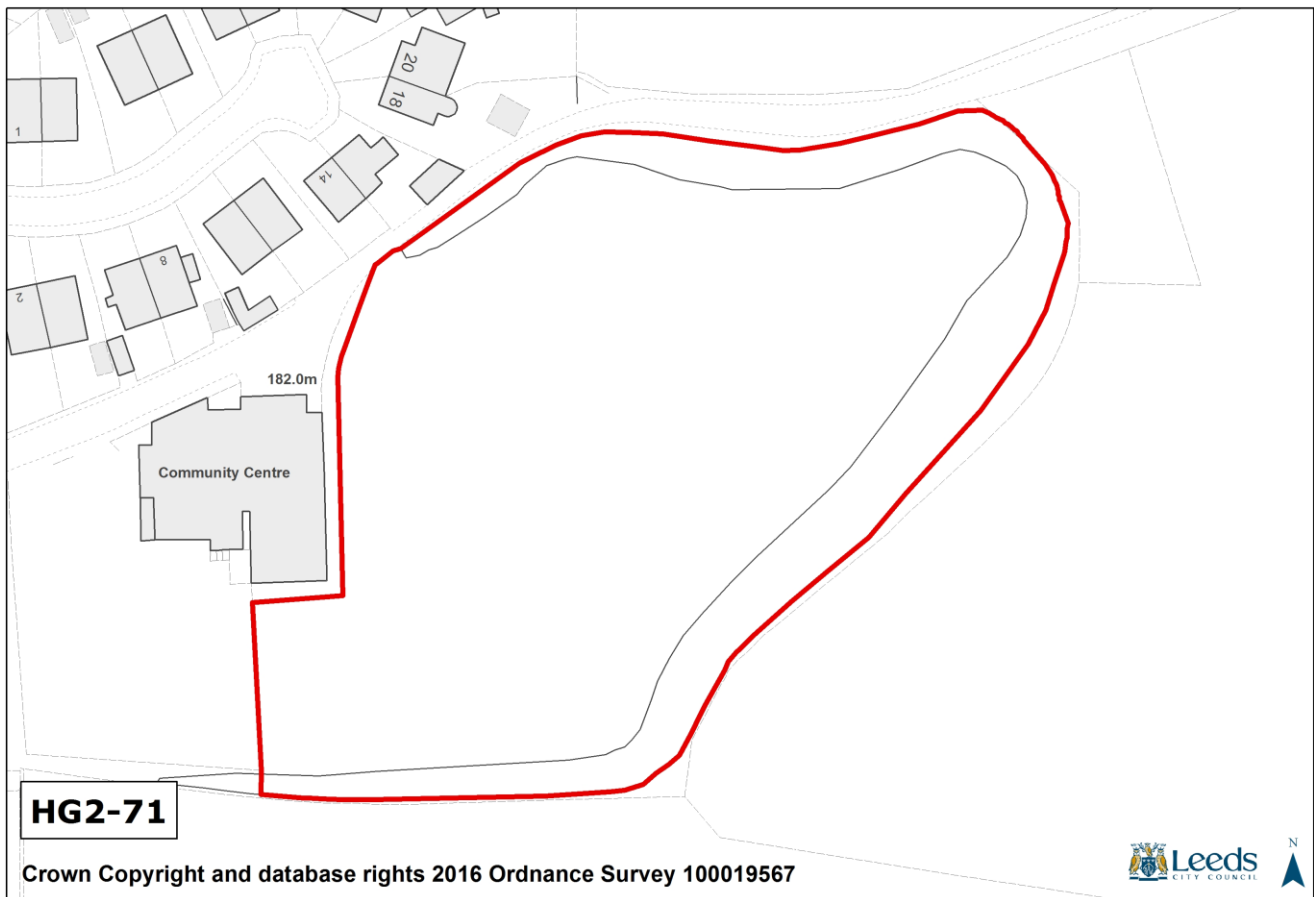 20
18
1
14
8
2
182.0m
Community Centre
HG2-71
Crown Copyright and database rights 2016 Ordnance Survey 100019567
Leeds
CITY COUNCIL
N